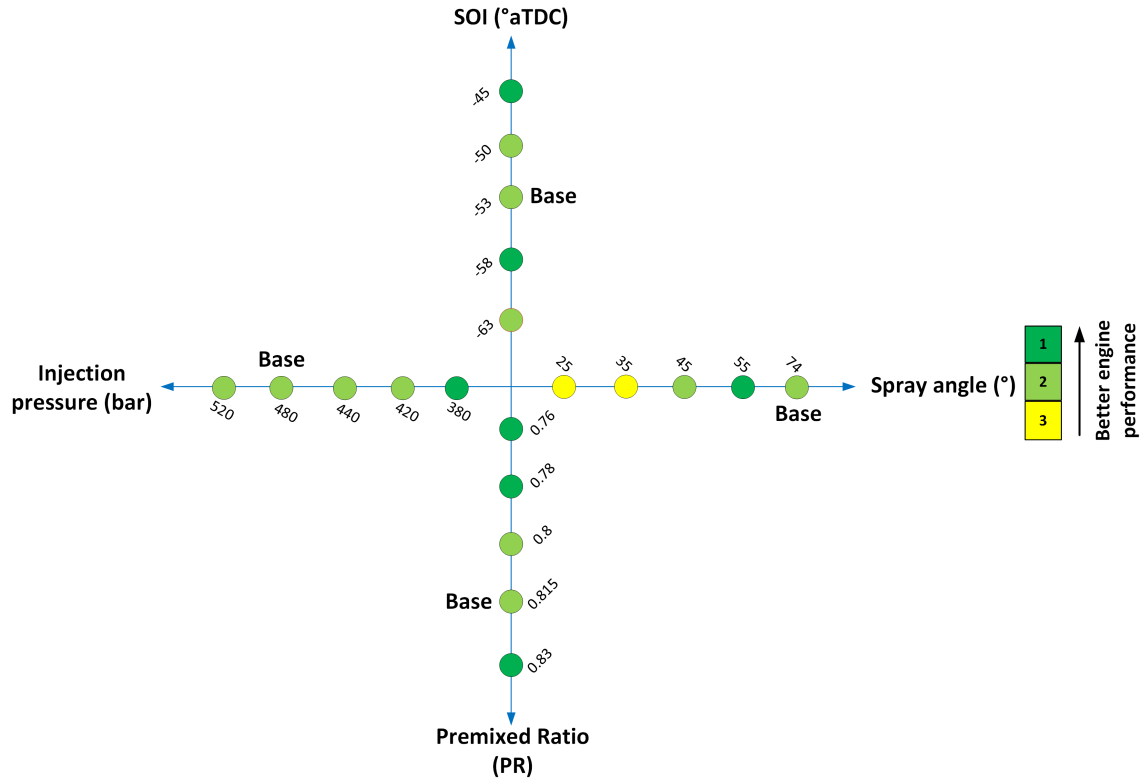 SOI (°aTDC)
-45
-50
-53
Base
-58
-63
Injection
pressure (bar)
Base
520
480
440
420
380
25
35
45
55
74
Base
Spray angle (°)
1
2
3
Better engine
performance
0.76
0.78
0.8
Base
0.815
0.83
Premixed Ratio
(PR)